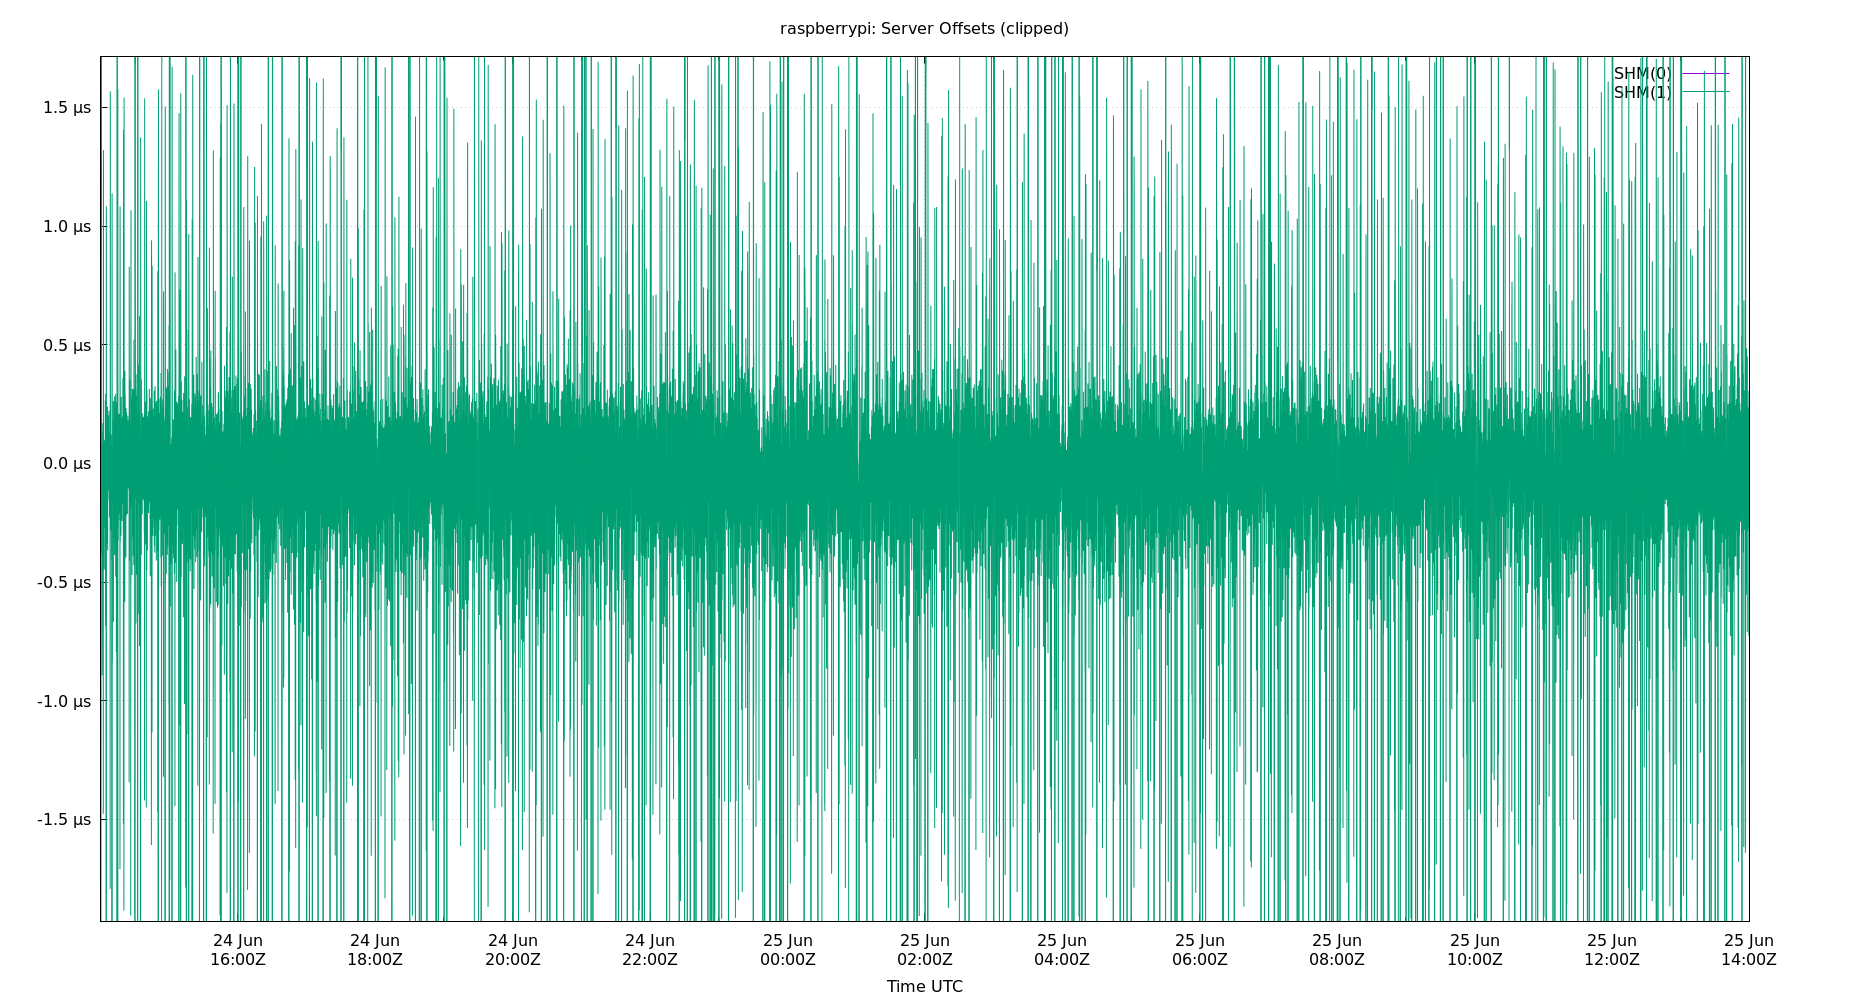 raspberrypi: Server Offsets (clipped)
SHM(0)
SHM(1)
1.5 µs
1.0 µs
0.5 µs
0.0 µs
-0.5 µs
-1.0 µs
-1.5 µs
24 Jun 24 Jun 24 Jun 24 Jun 25 Jun 25 Jun 25 Jun 25 Jun 25 Jun 25 Jun 25 Jun 25 Jun
16:00Z 18:00Z 20:00Z 22:00Z 00:00Z 02:00Z 04:00Z 06:00Z 08:00Z 10:00Z 12:00Z 14:00Z
Time UTC